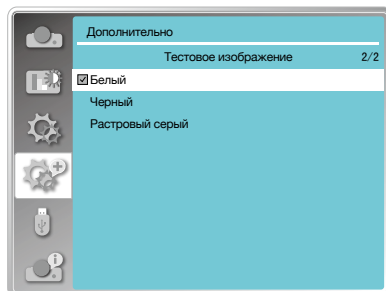 Дополнительно
Тестовое изображение 2/2
Белый
Черный
Растровый серый